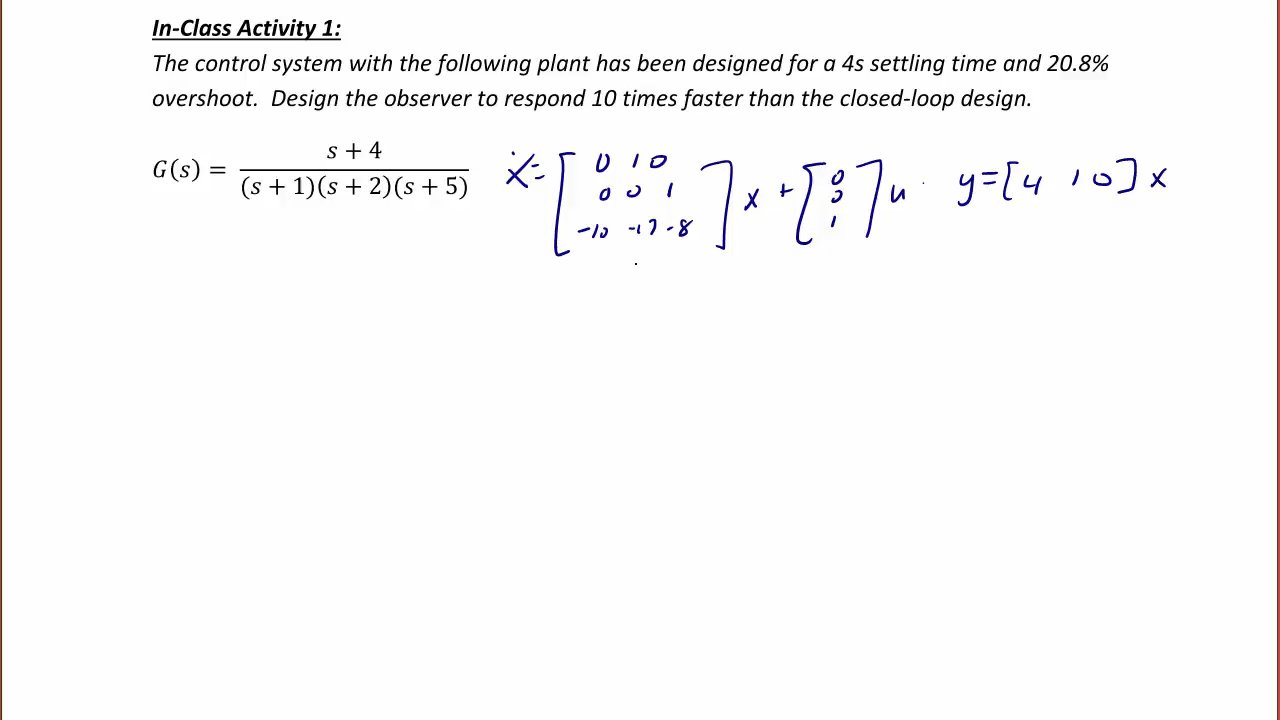 In-Class Activity 1:
The control system with the following plant has been designed for a 4s settling time and 20.8%
overshoot. Design the observer to respond 10 times faster than the closed-loop design.
G(s) = (s + 4) / ((s + 1)(s + 2)(s + 5))
ẋ = [0 1 0; 0 0 1; -10 -17 -8] x + [0; 0; 1] u y = [4 1 0] x